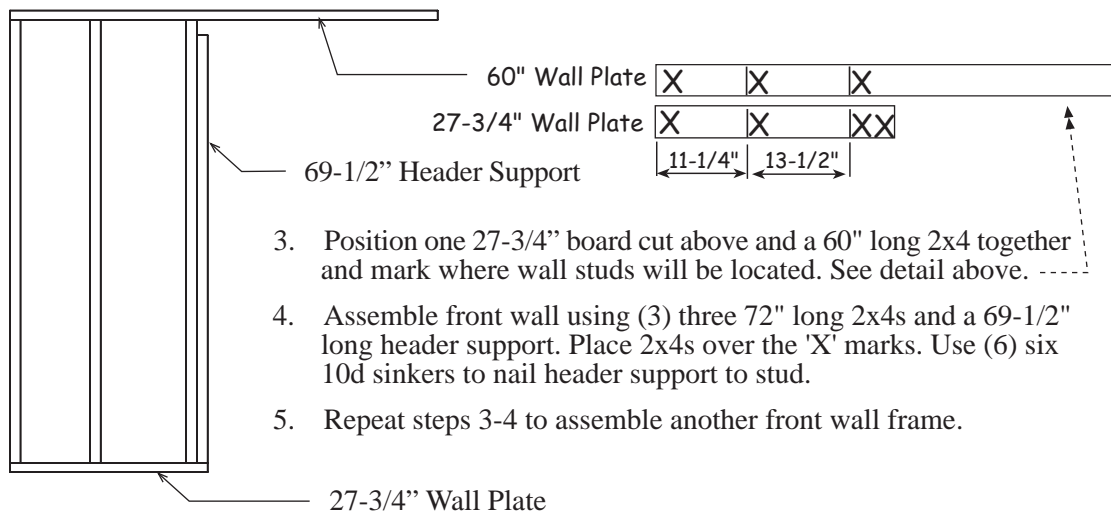 60" Wall Plate X X X
27-3/4" Wall Plate X X XX
11-1/4" 13-1/2"
69-1/2” Header Support
3. Position one 27-3/4” board cut above and a 60" long 2x4 together
and mark where wall studs will be located. See detail above.
4. Assemble front wall using (3) three 72" long 2x4s and a 69-1/2"
long header support. Place 2x4s over the 'X' marks. Use (6) six
10d sinkers to nail header support to stud.
5. Repeat steps 3-4 to assemble another front wall frame.
27-3/4” Wall Plate